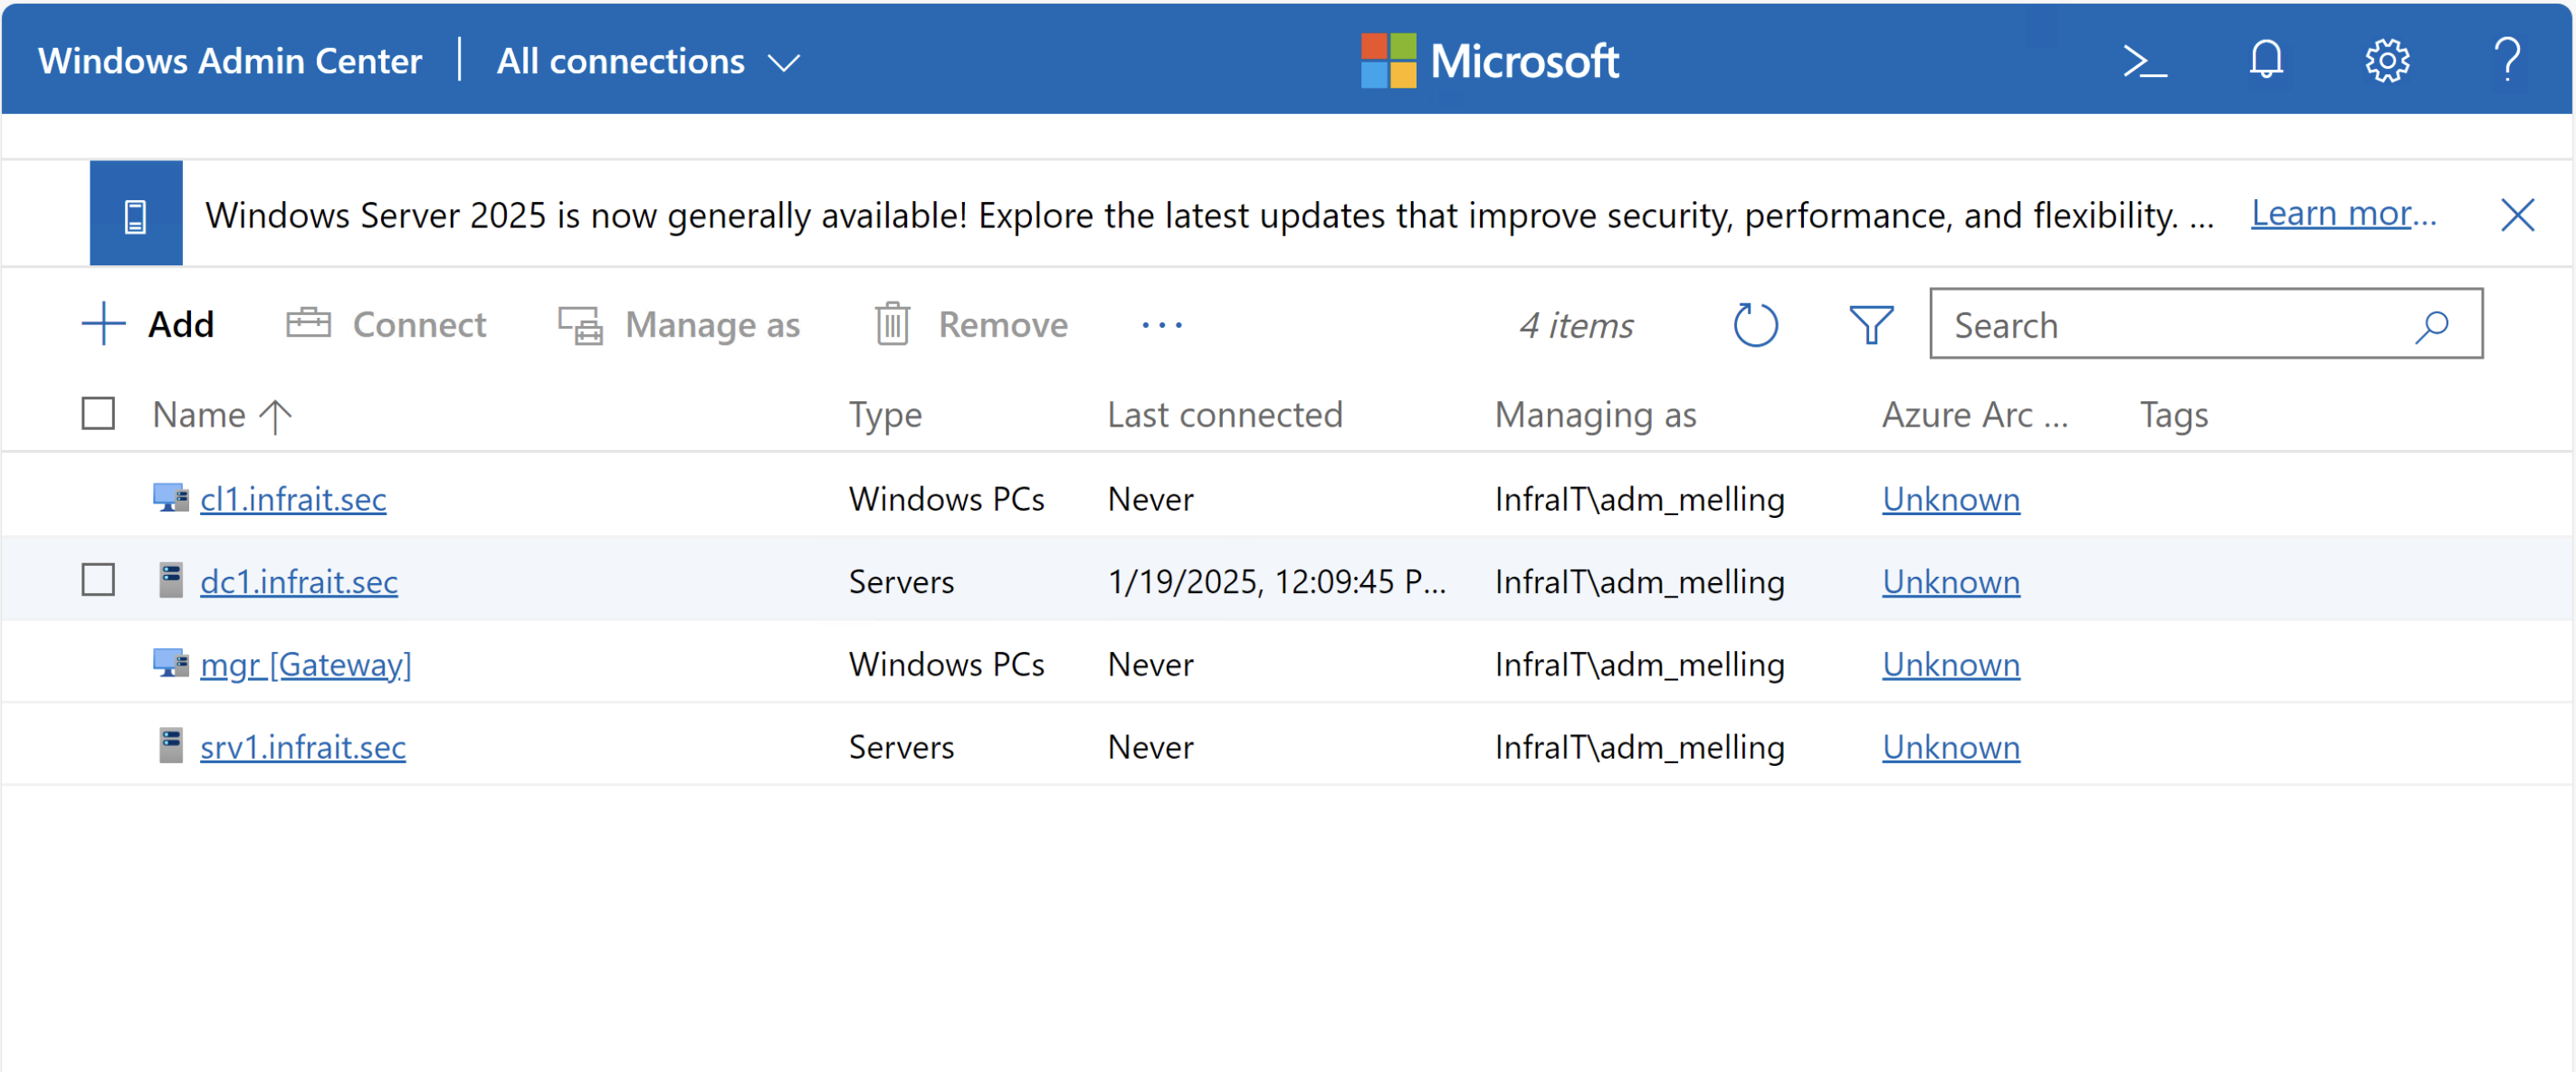 Windows Admin Center | All connections Microsoft
Windows Server 2025 is now generally available! Explore the latest updates that improve security, performance, and flexibility. ... Learn mor...
Add Connect Manage as Remove ... 4 items Search
Name Type Last connected Managing as Azure Arc ... Tags
cl1.infrait.sec Windows PCs Never InfraIT\adm_melling Unknown
dc1.infrait.sec Servers 1/19/2025, 12:09:45 P... InfraIT\adm_melling Unknown
mgr [Gateway] Windows PCs Never InfraIT\adm_melling Unknown
srv1.infrait.sec Servers Never InfraIT\adm_melling Unknown